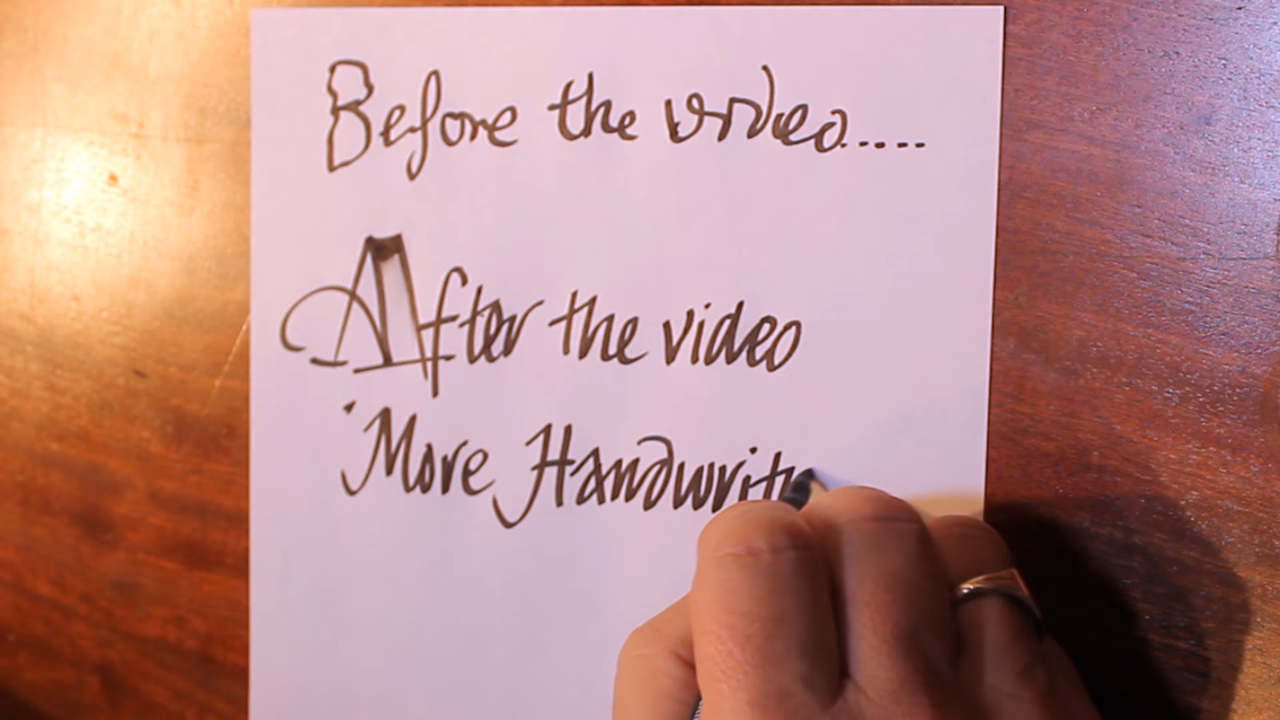 Before the video.....
After the video
More Handwrit